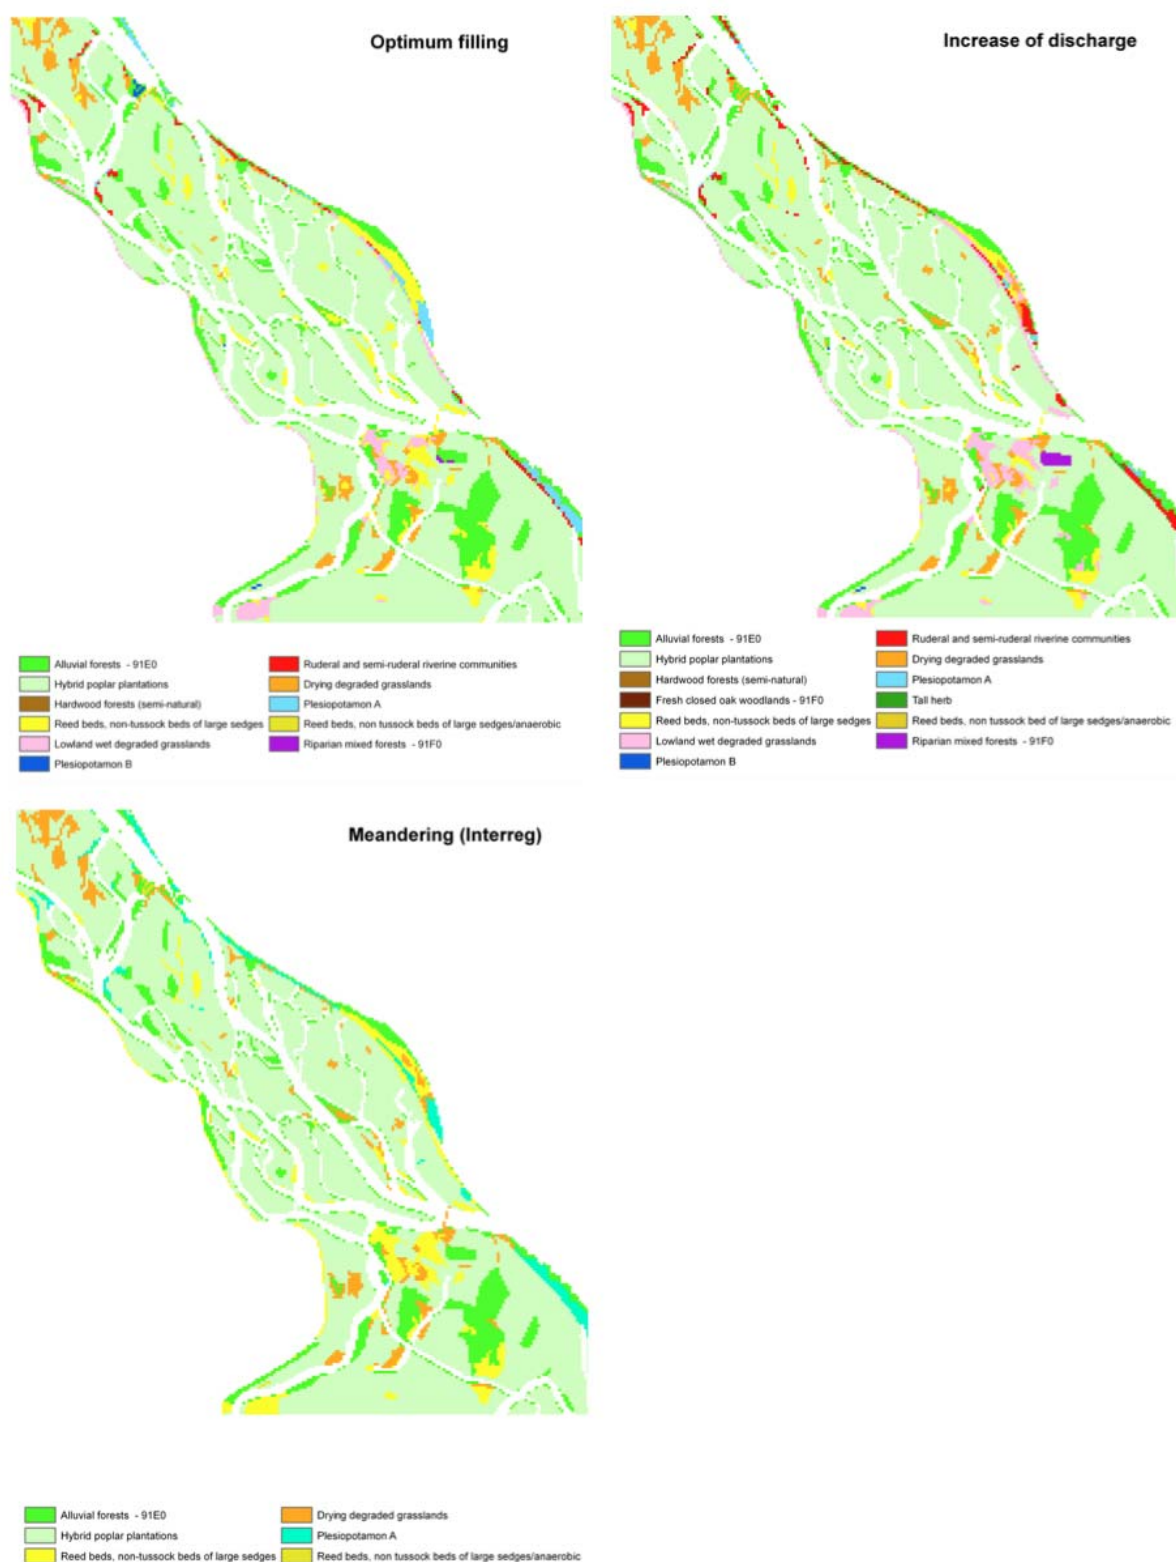 Optimum filling
Increase of discharge
Alluvial forests - 91E0
Ruderal and semi-ruderal riverine communities
Hybrid poplar plantations
Drying degraded grasslands
Hardwood forests (semi-natural)
Plesiopotamon A
Reed beds, non-tussock beds of large sedges
Reed beds, non tussock beds of large sedges/anaerobic
Lowland wet degraded grasslands
Riparian mixed forests - 91F0
Plesiopotamon B
Alluvial forests - 91E0
Ruderal and semi-ruderal riverine communities
Hybrid poplar plantations
Drying degraded grasslands
Hardwood forests (semi-natural)
Plesiopotamon A
Fresh closed oak woodlands - 91F0
Tall herb
Reed beds, non-tussock beds of large sedges
Reed beds, non tussock bed of large sedges/anaerobic
Lowland wet degraded grasslands
Riparian mixed forests - 91F0
Plesiopotamon B
Meandering (Interreg)
Alluvial forests - 91E0
Drying degraded grasslands
Hybrid poplar plantations
Plesiopotamon A
Reed beds, non-tussock beds of large sedges
Reed beds, non tussock beds of large sedges/anaerobic